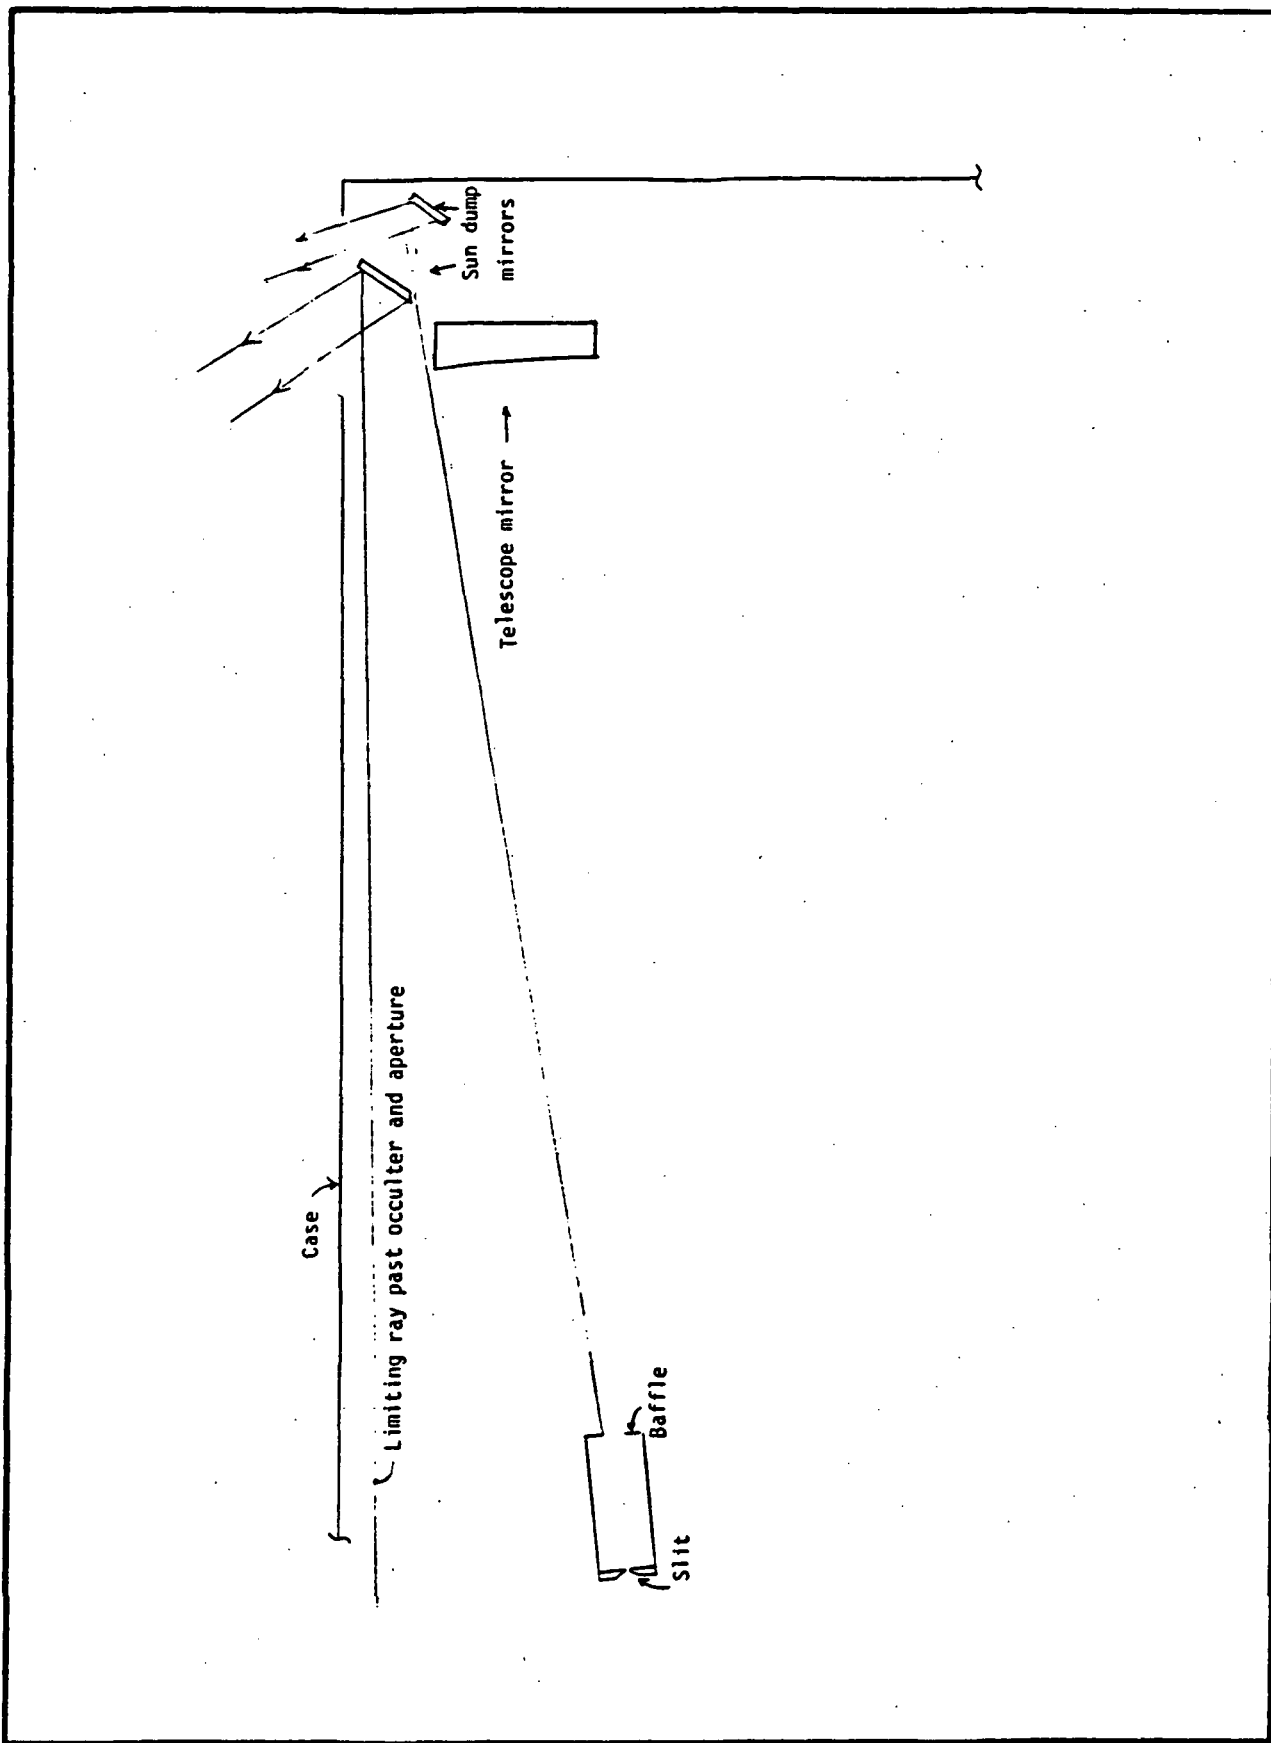 Case
Limiting ray past occulter and aperture
Sun dump
mirrors
Telescope mirror
Baffle
Slit